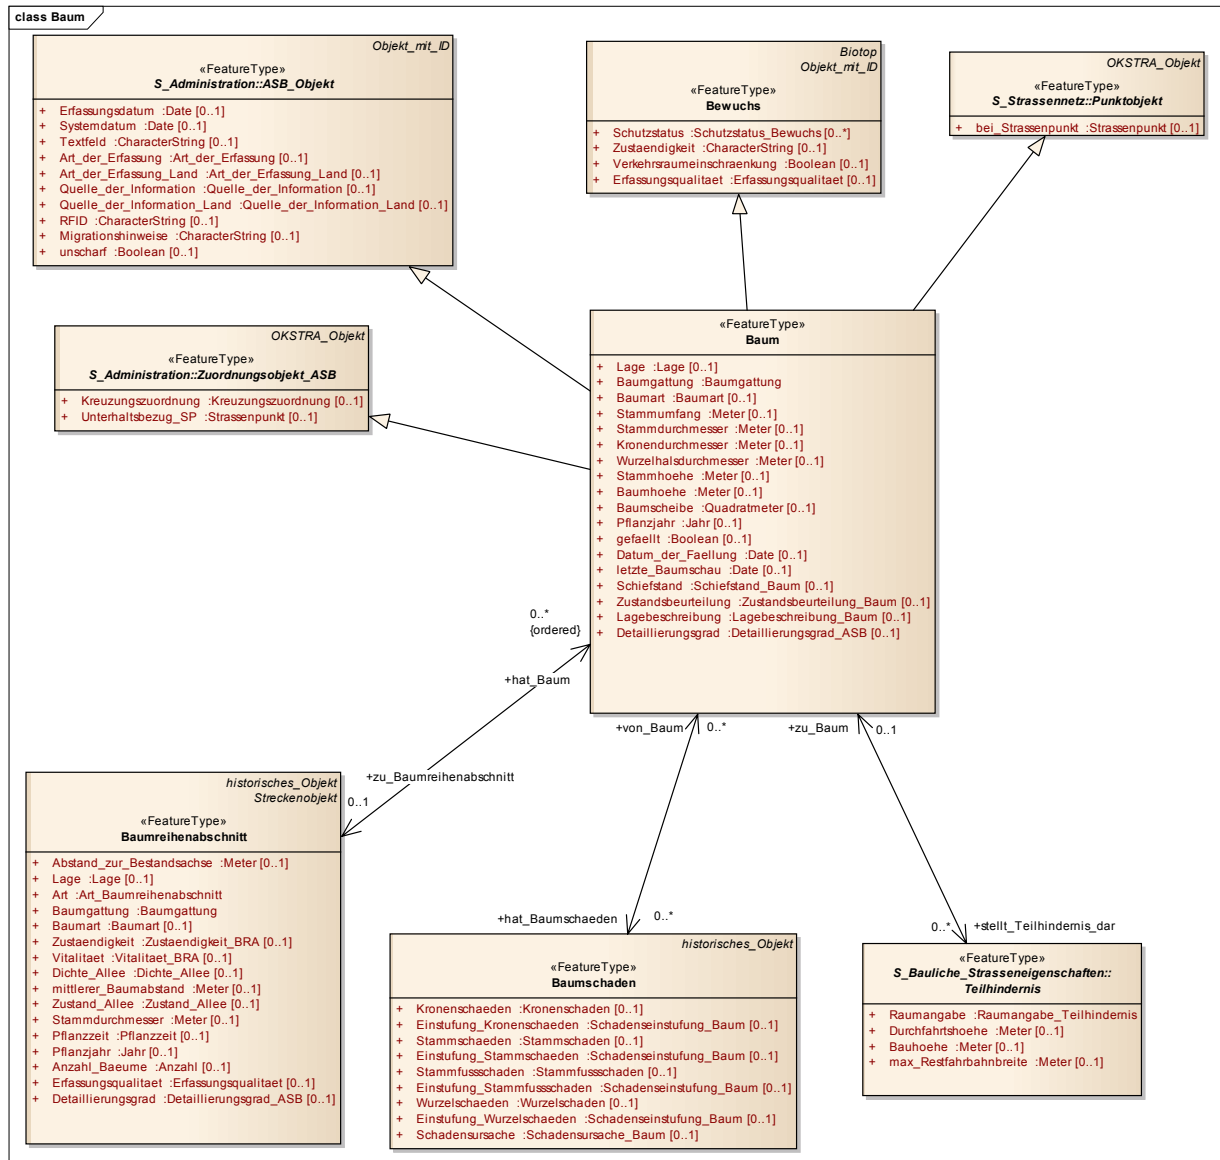 class Baum
Objekt_mit_ID
«FeatureType»
S_Administration::ASB_Objekt
+ Erfassungsdatum :Date [0..1]
+ Systemdatum :Date [0..1]
+ Textfeld :CharacterString [0..1]
+ Art_der_Erfassung :Art_der_Erfassung [0..1]
+ Art_der_Erfassung_Land :Art_der_Erfassung_Land [0..1]
+ Quelle_der_Information :Quelle_der_Information [0..1]
+ Quelle_der_Information_Land :Quelle_der_Information_Land [0..1]
+ RFID :CharacterString [0..1]
+ Migrationshinweise :CharacterString [0..1]
+ unscharf :Boolean [0..1]
Biotop
Objekt_mit_ID
«FeatureType»
Bewuchs
+ Schutzstatus :Schutzstatus_Bewuchs [0..*]
+ Zustaendigkeit :CharacterString [0..1]
+ Verkehrsraumeinschraenkung :Boolean [0..1]
+ Erfassungsqualitaet :Erfassungsqualitaet [0..1]
OKSTRA_Objekt
«FeatureType»
S_Strassennetz::Punktobjekt
+ bei_Strassenpunkt :Strassenpunkt [0..1]
OKSTRA_Objekt
«FeatureType»
S_Administration::Zuordnungsobjekt_ASB
+ Kreuzungszuordnung :Kreuzungszuordnung [0..1]
+ Unterhaltsbezug_SP :Strassenpunkt [0..1]
«FeatureType»
Baum
+ Lage :Lage [0..1]
+ Baumgattung :Baumgattung
+ Baumart :Baumart [0..1]
+ Stammumfang :Meter [0..1]
+ Stammdurchmesser :Meter [0..1]
+ Kronendurchmesser :Meter [0..1]
+ Wurzelhalsdurchmesser :Meter [0..1]
+ Stammhoehe :Meter [0..1]
+ Baumhoehe :Meter [0..1]
+ Baumscheibe :Quadratmeter [0..1]
+ Pflanzjahr :Jahr [0..1]
+ gefaellt :Boolean [0..1]
+ Datum_der_Faellung :Date [0..1]
+ letzte_Baumschau :Date [0..1]
+ Schiefstand :Schiefstand_Baum [0..1]
+ Zustandsbeurteilung :Zustandsbeurteilung_Baum [0..1]
+ Lagebeschreibung :Lagebeschreibung_Baum [0..1]
+ Detaillierungsgrad :Detaillierungsgrad_ASB [0..1]
0..*
{ordered}
+hat_Baum
+zu_Baumreihenabschnitt
0..1
+von_Baum
0..*
+zu_Baum
0..1
+hat_Baumschaeden
0..*
0..*
+stellt_Teilhindernis_dar
historisches_Objekt
Streckenobjekt
«FeatureType»
Baumreihenabschnitt
+ Abstand_zur_Bestandsachse :Meter [0..1]
+ Lage :Lage [0..1]
+ Art :Art_Baumreihenabschnitt
+ Baumgattung :Baumgattung
+ Baumart :Baumart [0..1]
+ Zustaendigkeit :Zustaendigkeit_BRA [0..1]
+ Vitalitaet :Vitalitaet_BRA [0..1]
+ Dichte_Allee :Dichte_Allee [0..1]
+ mittlerer_Baumabstand :Meter [0..1]
+ Zustand_Allee :Zustand_Allee [0..1]
+ Stammdurchmesser :Meter [0..1]
+ Pflanzzeit :Pflanzzeit [0..1]
+ Pflanzjahr :Jahr [0..1]
+ Anzahl_Baeume :Anzahl [0..1]
+ Erfassungsqualitaet :Erfassungsqualitaet [0..1]
+ Detaillierungsgrad :Detaillierungsgrad_ASB [0..1]
historisches_Objekt
«FeatureType»
Baumschaden
+ Kronenschaeden :Kronenschaden [0..1]
+ Einstufung_Kronenschaeden :Schadenseinstufung_Baum [0..1]
+ Stammschaeden :Stammschaden [0..1]
+ Einstufung_Stammschaeden :Schadenseinstufung_Baum [0..1]
+ Stammfussschaden :Stammfussschaden [0..1]
+ Einstufung_Stammfussschaden :Schadenseinstufung_Baum [0..1]
+ Wurzelschaeden :Wurzelschaden [0..1]
+ Einstufung_Wurzelschaeden :Schadenseinstufung_Baum [0..1]
+ Schadensursache :Schadensursache_Baum [0..1]
«FeatureType»
S_Bauliche_Strasseneigenschaften::
Teilhindernis
+ Raumangabe :Raumangabe_Teilhindernis
+ Durchfahrtshoehe :Meter [0..1]
+ Bauhoehe :Meter [0..1]
+ max_Restfahrbahnbreite :Meter [0..1]